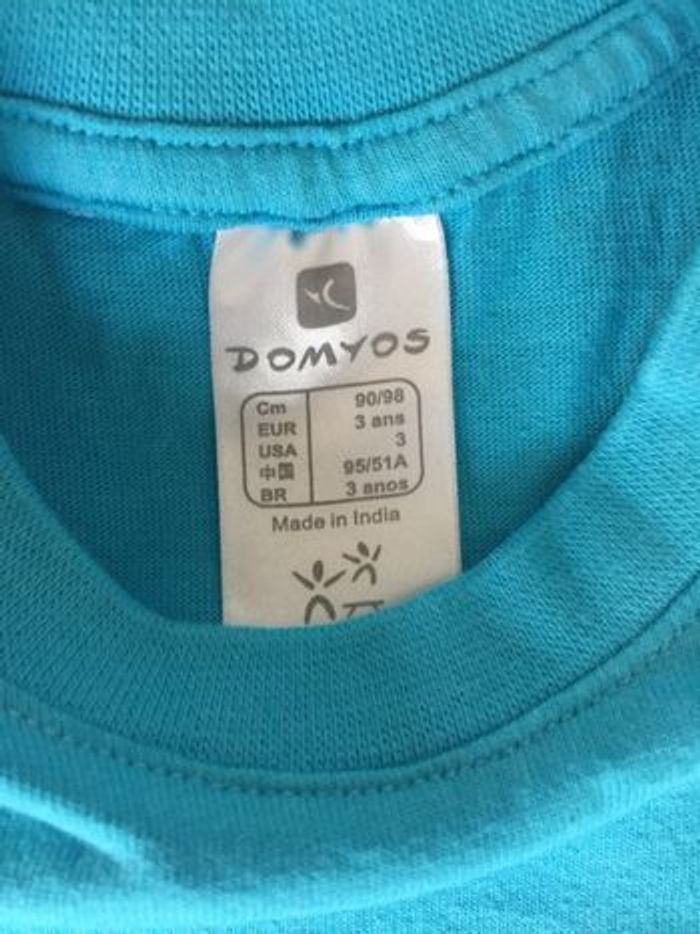 DOMYOS
Cm 90/98
EUR 3 ans
USA 3
中国 95/51A
BR 3 anos
Made in India